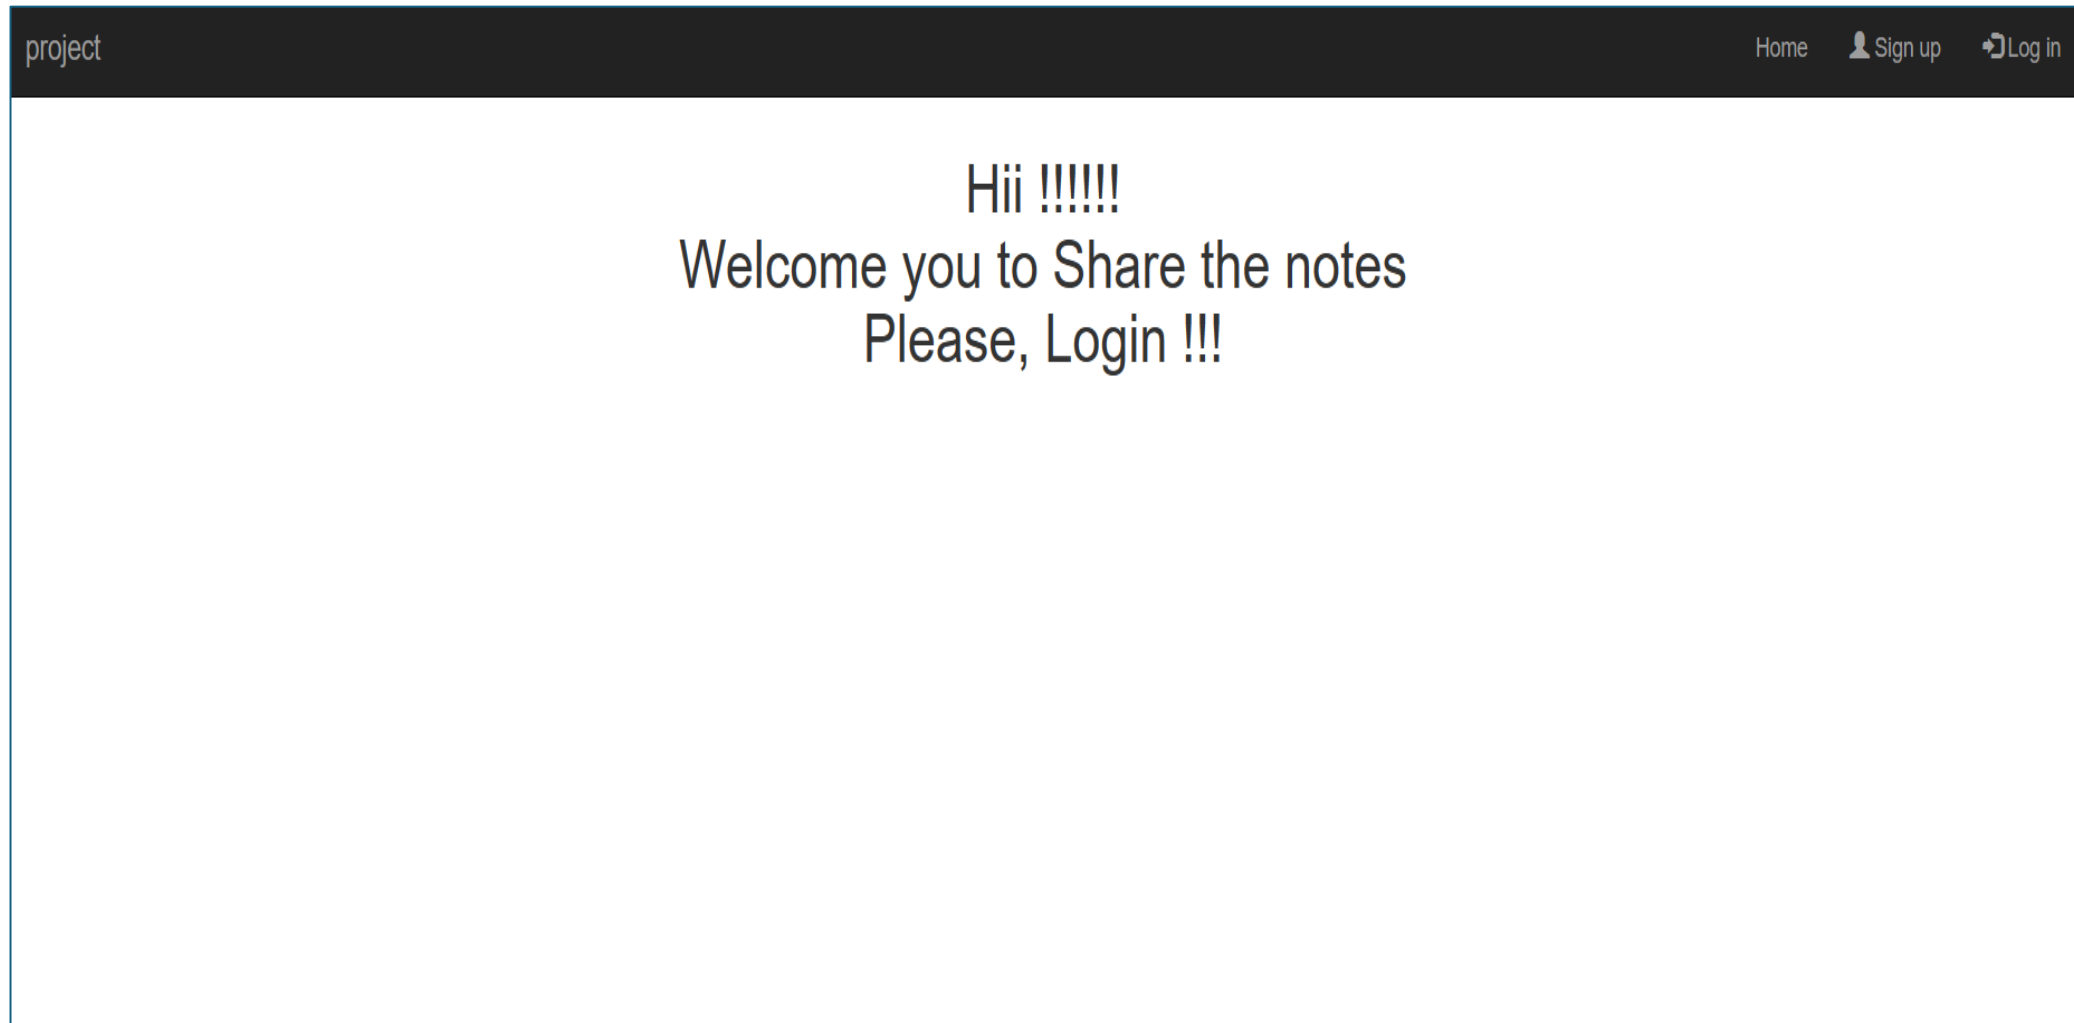 project Home Sign up Log in
Hii !!!!!!
Welcome you to Share the notes
Please, Login !!!